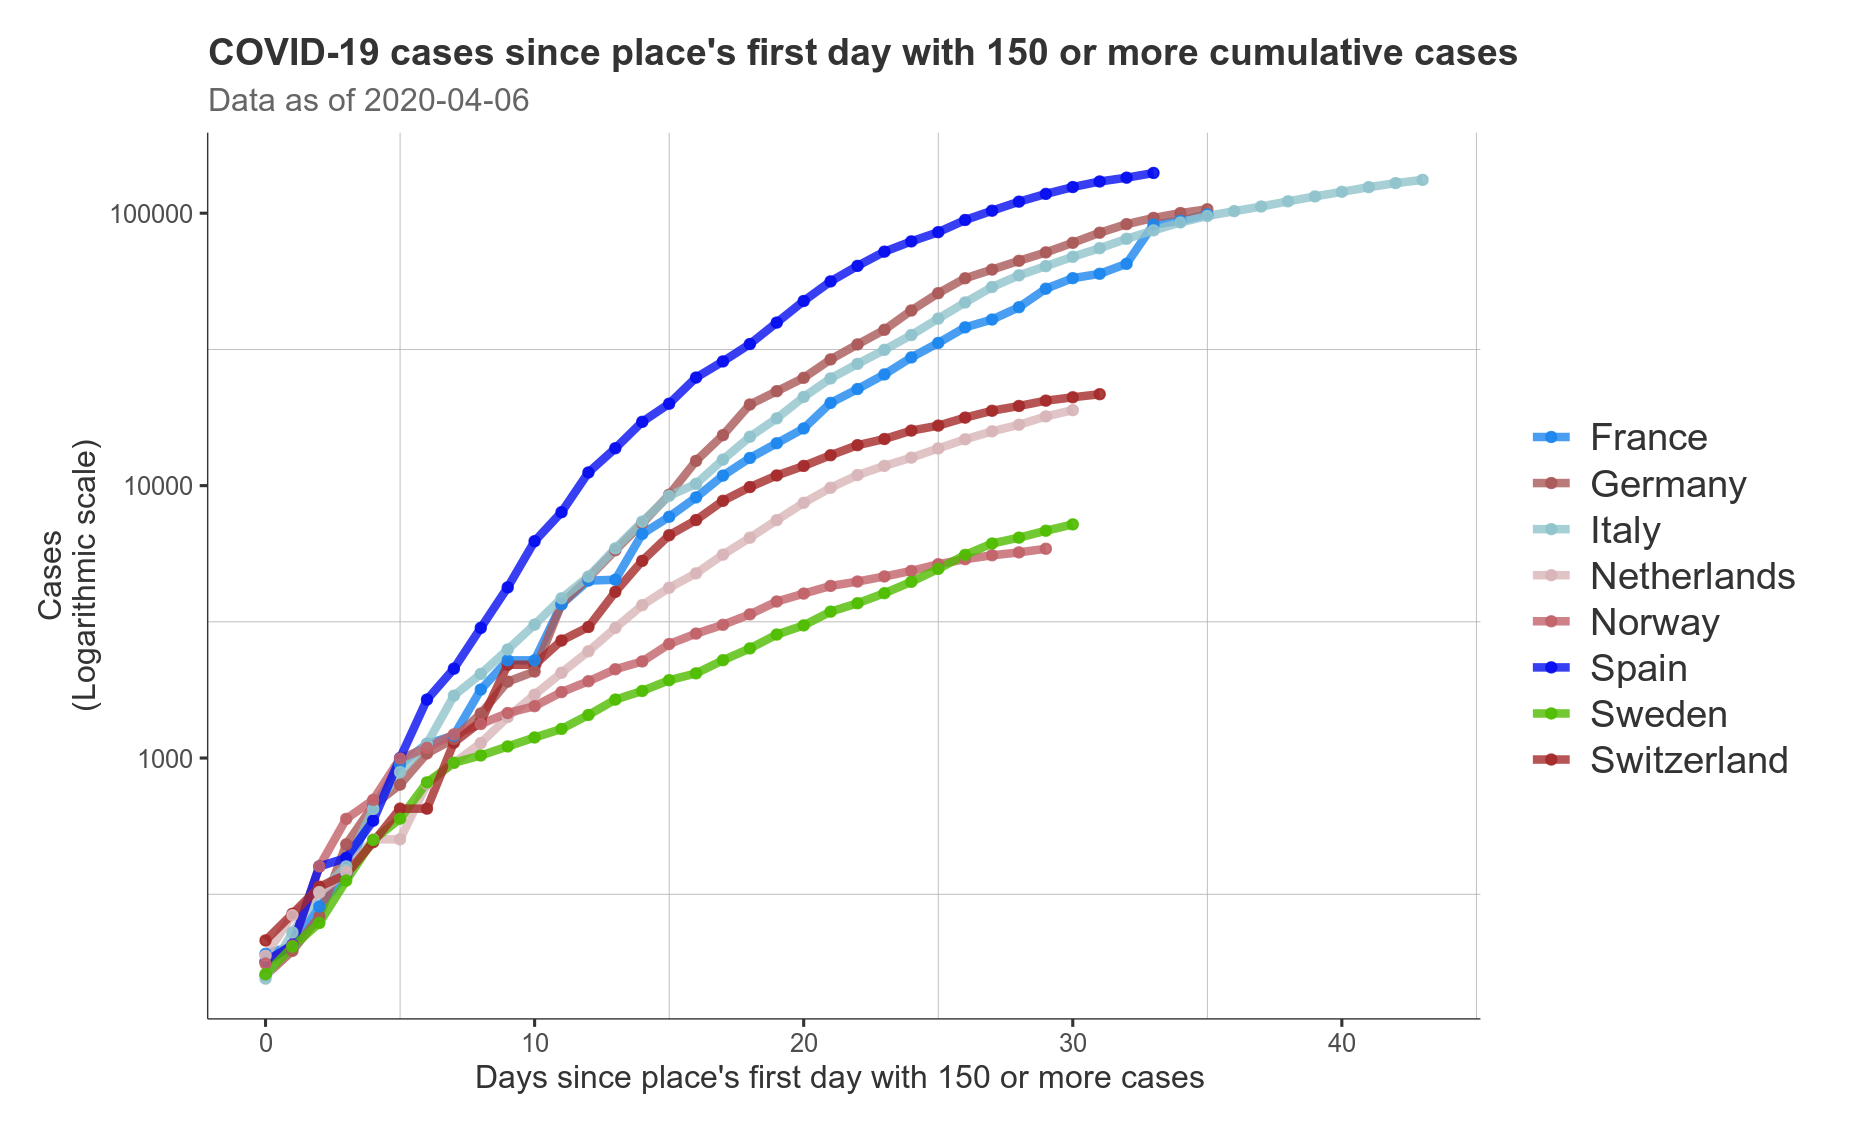 COVID-19 cases since place's first day with 150 or more cumulative cases
Data as of 2020-04-06
100000
10000
1000
Cases
(Logarithmic scale)
0
10
20
30
40
Days since place's first day with 150 or more cases
France
Germany
Italy
Netherlands
Norway
Spain
Sweden
Switzerland